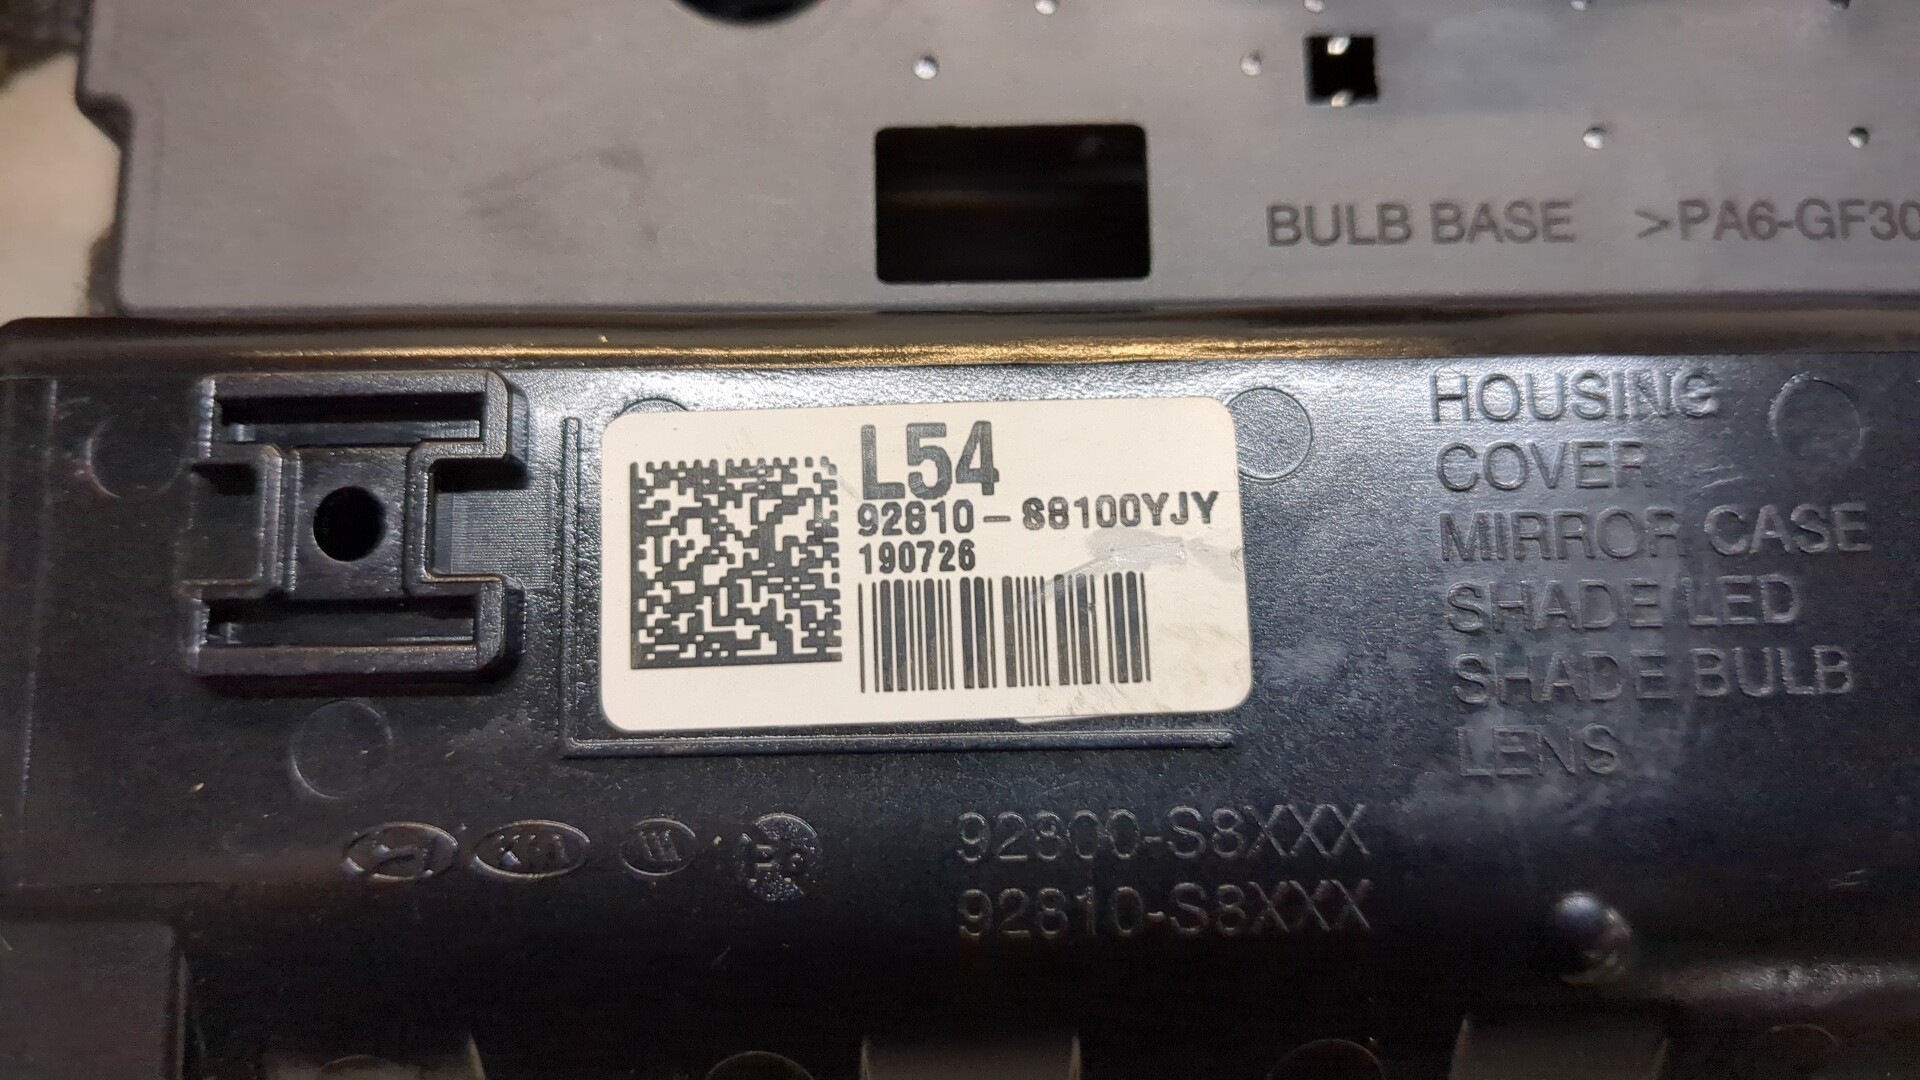 BULB BASE >PA6-GF30
L54
92810-S8100YJY
190726
HOUSING
COVER
MIRROR CASE
SHADE LED
SHADE BULB
LENS
KIA
92800-S8XXX
92810-S8XXX